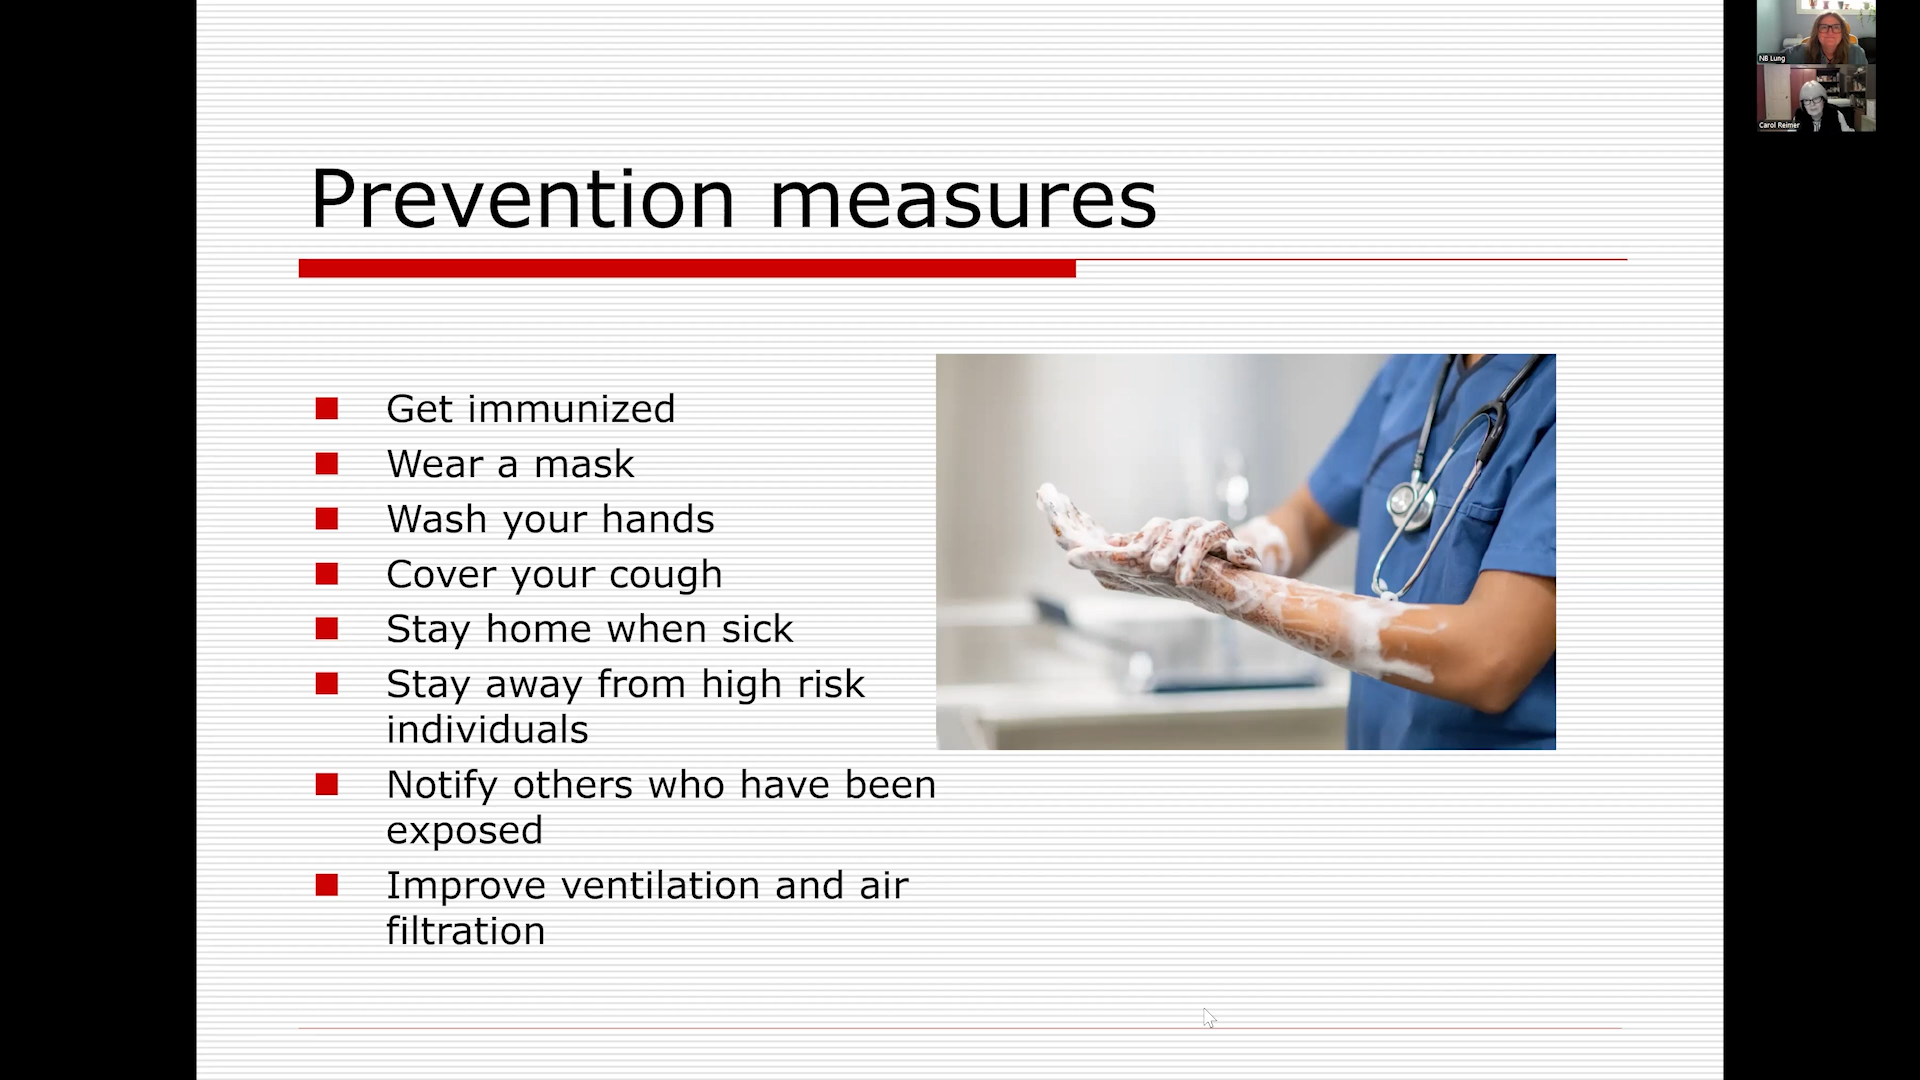 NB Lung
Carol Reimer
Prevention measures
Get immunized
Wear a mask
Wash your hands
Cover your cough
Stay home when sick
Stay away from high risk
individuals
Notify others who have been
exposed
Improve ventilation and air
filtration